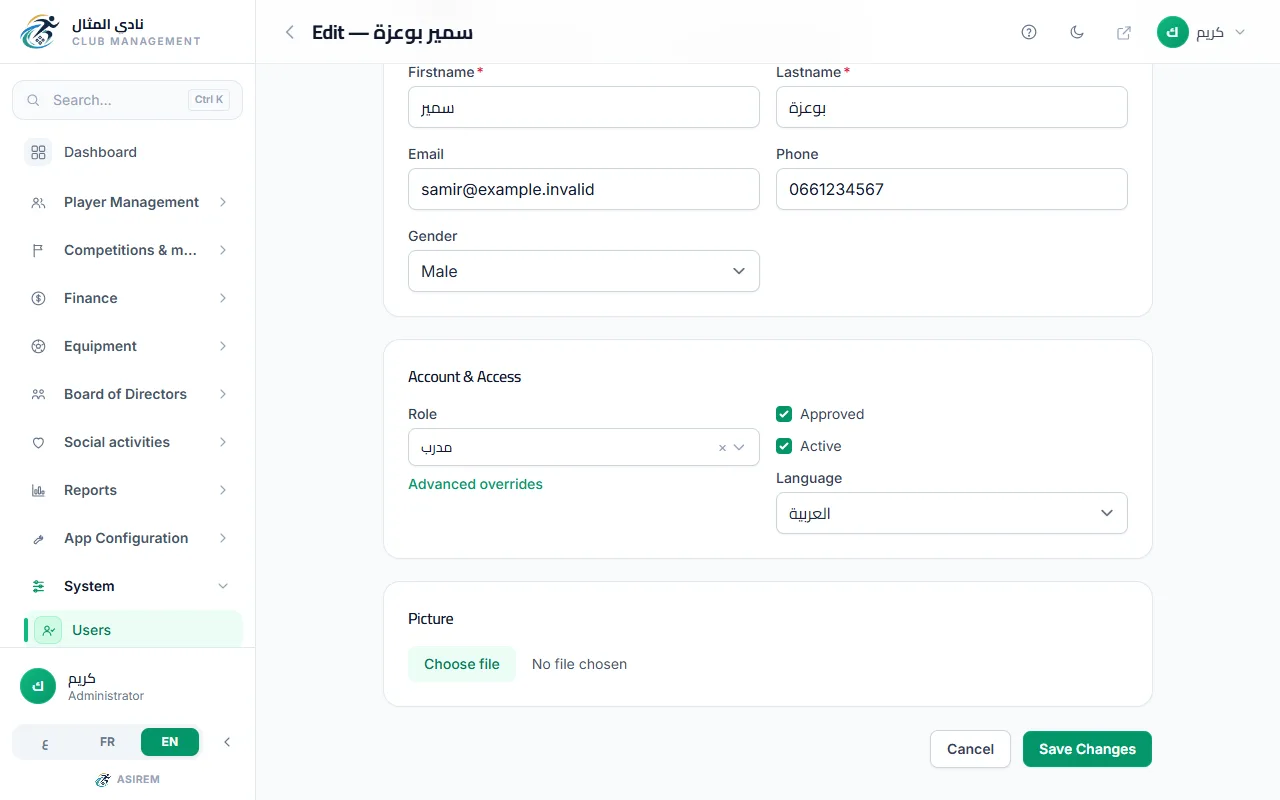 نادي المثال
CLUB MANAGEMENT
Edit — سمير بوعزة
ك
كريم
Search...
Ctrl K
Dashboard
Player Management
Competitions & m...
Finance
Equipment
Board of Directors
Social activities
Reports
App Configuration
System
Users
ك
كريم
Administrator
ع
FR
EN
ASIREM
Firstname*
Lastname*
سمير
بوعزة
Email
Phone
samir@example.invalid
0661234567
Gender
Male
Account & Access
Role
Approved
مدرب
×
Active
Advanced overrides
Language
العربية
Picture
Choose file
No file chosen
Cancel
Save Changes